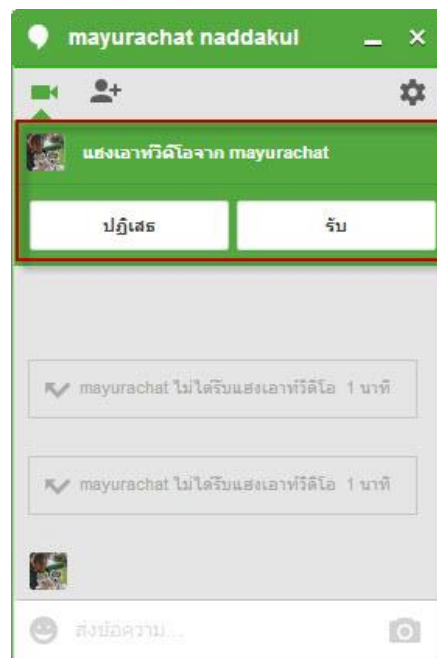 mayurachat naddakul
แฮงเอาท์วิดีโอจาก mayurachat
ปฏิเสธ
รับ
mayurachat ไม่ได้รับแฮงเอาท์วิดีโอ 1 นาที
mayurachat ไม่ได้รับแฮงเอาท์วิดีโอ 1 นาที
ส่งข้อความ...